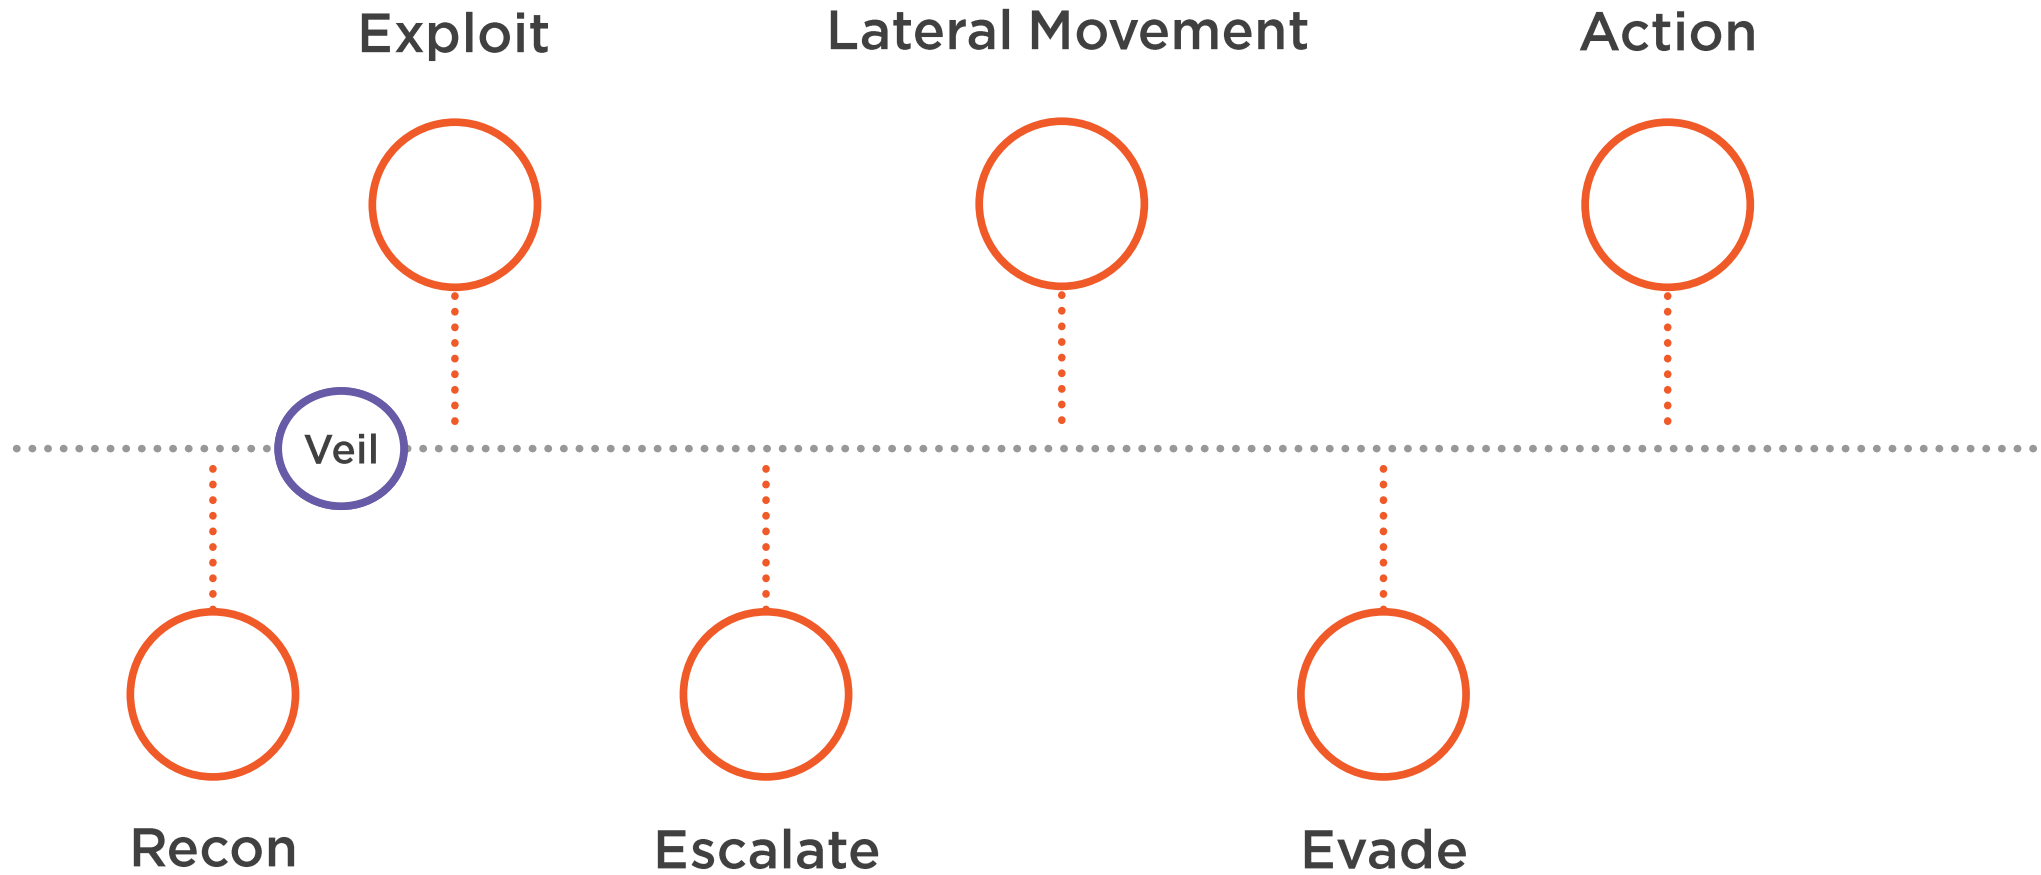 Exploit
Lateral Movement
Action
Veil
Recon
Escalate
Evade